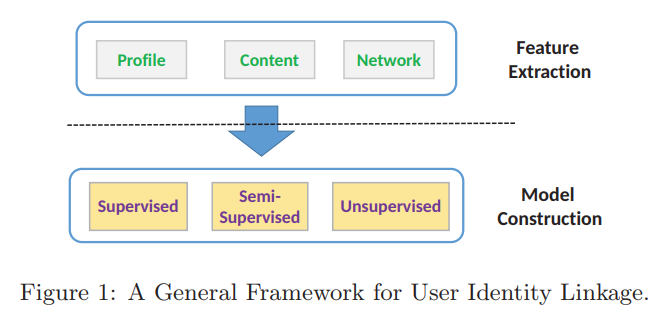 Profile
Content
Network
Feature
Extraction
Supervised
Semi-
Supervised
Unsupervised
Model
Construction
Figure 1: A General Framework for User Identity Linkage.